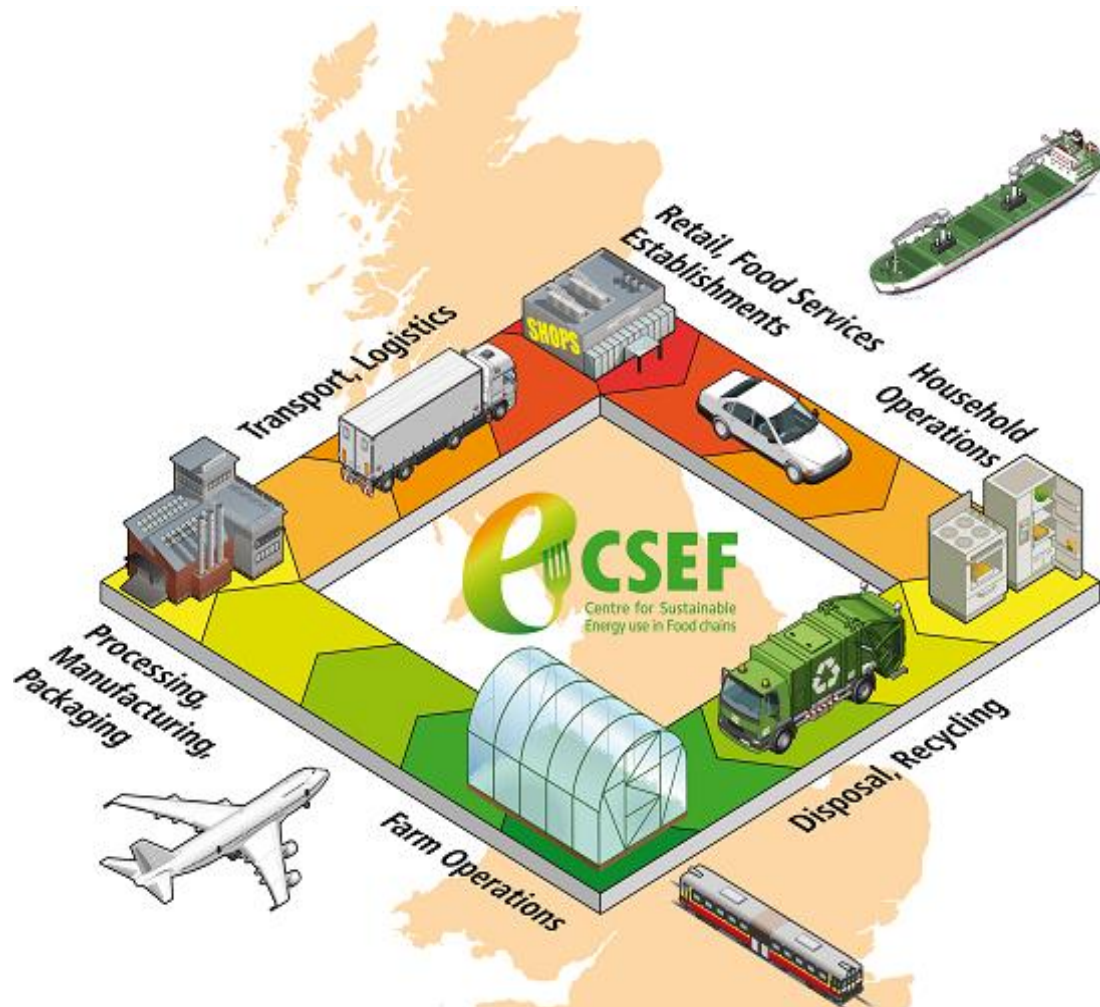 Retail, Food Services
Establishments
SHOPS
Transport, Logistics
Household
Operations
CSEF
Centre for Sustainable
Energy use in Food chains
Processing,
Manufacturing,
Packaging
Disposal, Recycling
Farm Operations